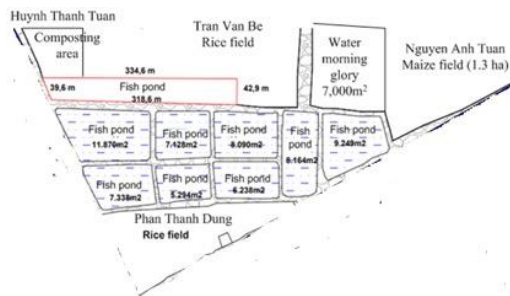 Huynh Thanh Tuan
Composting
area
Tran Van Be
Rice field
Water
morning
glory
7,000m²
Nguyen Anh Tuan
Maize field (1.3 ha)
334,6 m
39,6 m
Fish pond
42,9 m
318,6 m
Fish pond
11.870m2
Fish pond
7.428m2
Fish pond
8.090m2
Fish pond
8.164m2
Fish pond
9.249m2
Fish pond
7.338m2
Fish pond
5.294m2
Fish pond
6.238m2
Phan Thanh Dung
Rice field